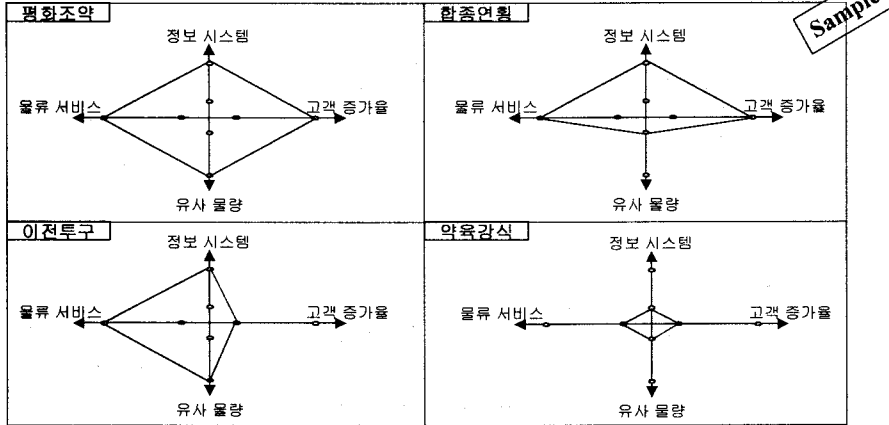 평화조약
정보 시스템
물류 서비스
고객 증가율
유사 물량
합종연횡
Sample
정보 시스템
물류 서비스
고객 증가율
유사 물량
이전투구
정보 시스템
물류 서비스
고객 증가율
유사 물량
약육강식
정보 시스템
물류 서비스
고객 증가율
유사 물량